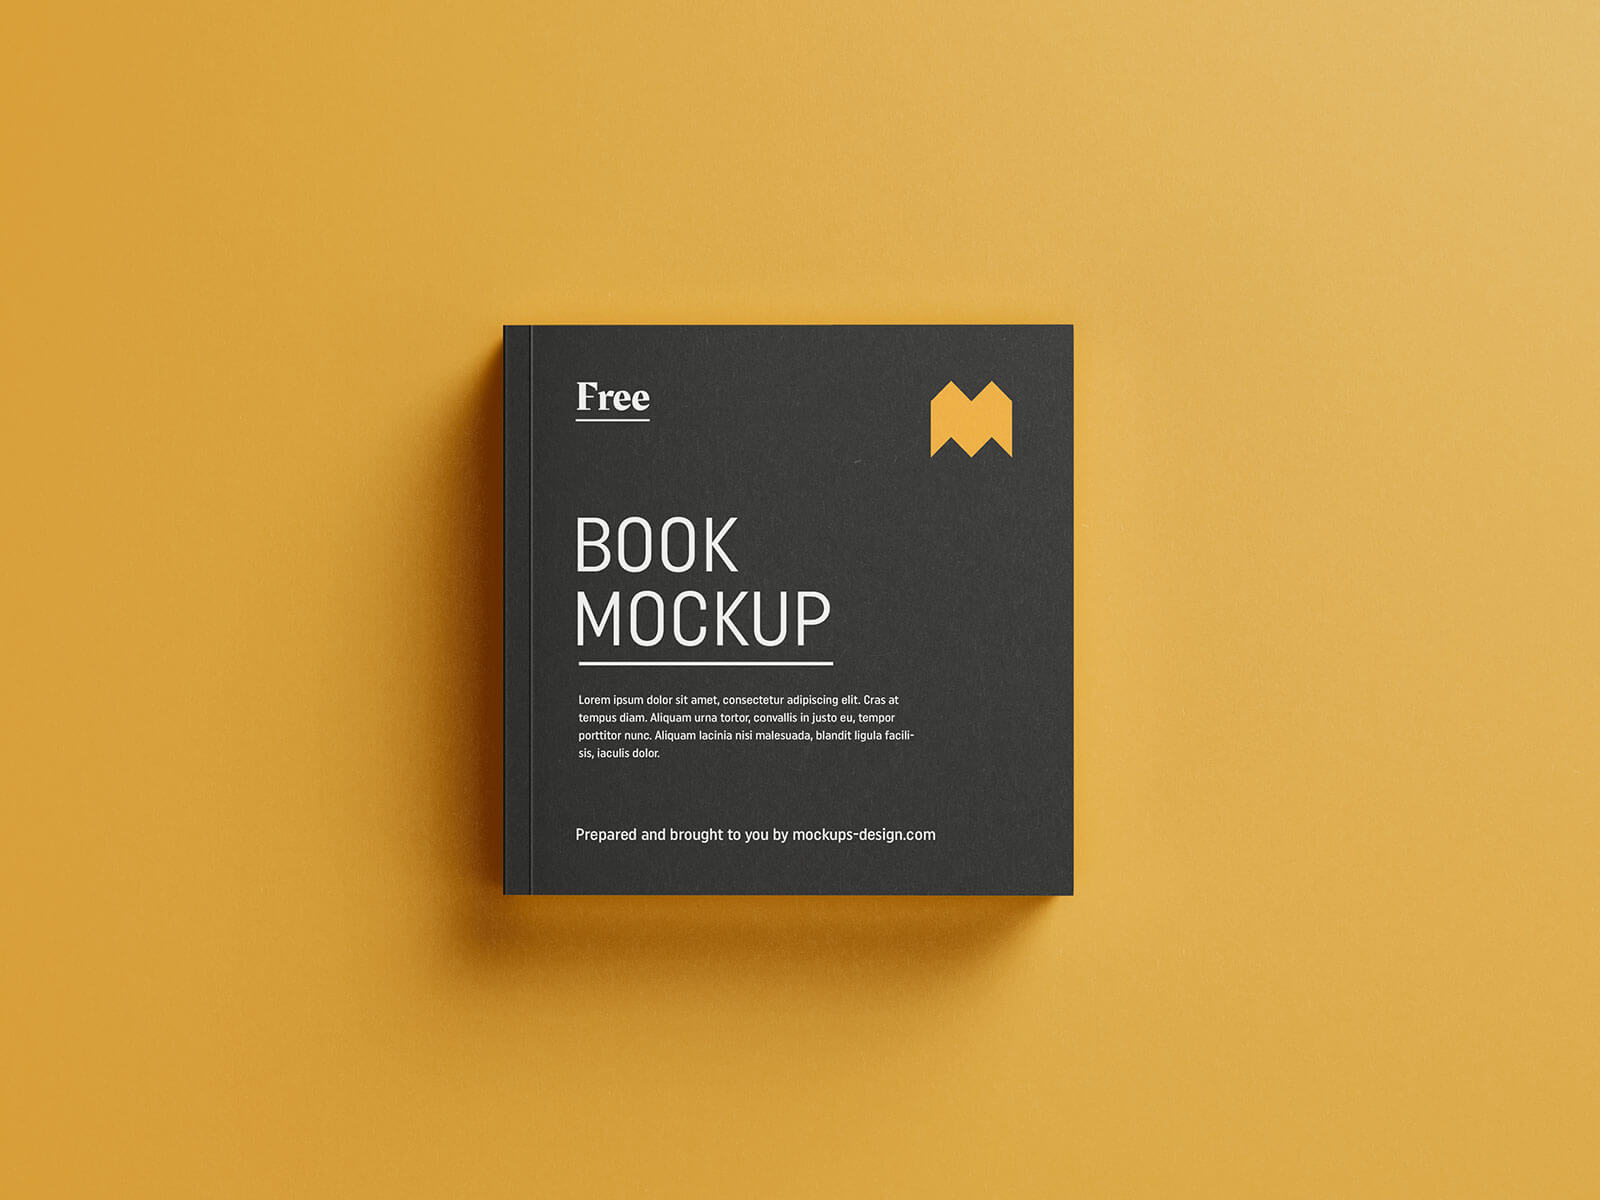 Free
BOOK
MOCKUP
Lorem ipsum dolor sit amet, consectetur adipiscing elit. Cras at
tempus diam. Aliquam urna tortor, convallis in justo eu, tempor
porttitor nunc. Aliquam lacinia nisi malesuada, blandit ligula facili-
sis, iaculis dolor.
Prepared and brought to you by mockups-design.com